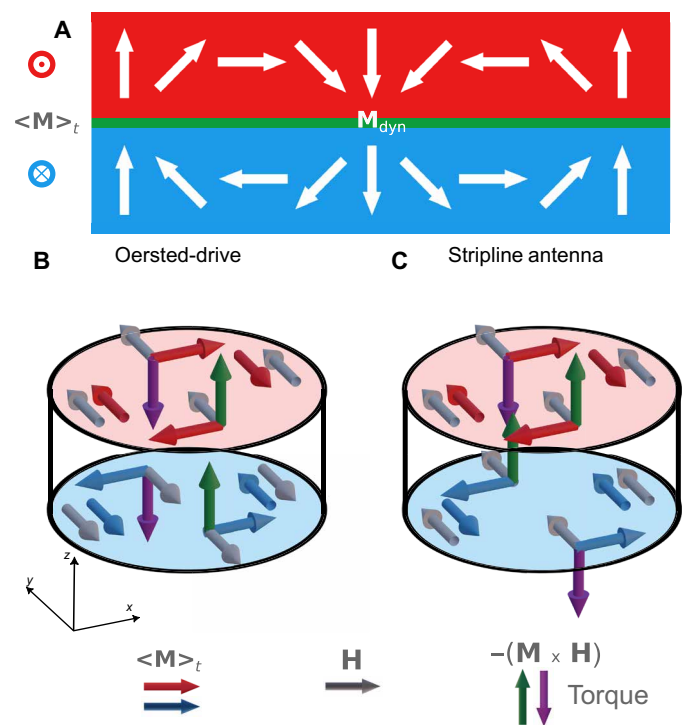 A
<M>t
Mdyn
Oersted-drive
Stripline antenna
B
C
z
y
x
<M>t
H
–(M x H)
Torque